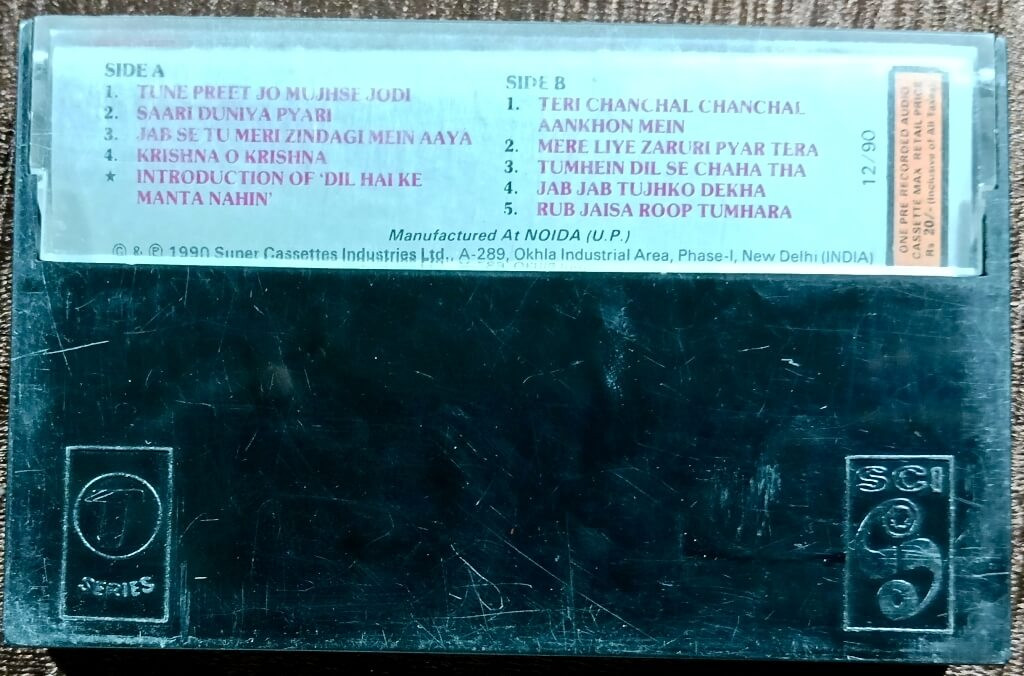 SIDE A
1. TUNE PREET JO MUJHSE JODI
2. SAARI DUNIYA PYARI
3. JAB SE TU MERI ZINDAGI MEIN AAYA
4. KRISHNA O KRISHNA
★ INTRODUCTION OF 'DIL HAI KE
MANTA NAHIN'
SIDE B
1. TERI CHANCHAL CHANCHAL
AANKHON MEIN
2. MERE LIYE ZARURI PYAR TERA
3. TUMHEIN DIL SE CHAHA THA
4. JAB JAB TUJHKO DEKHA
5. RUB JAISA ROOP TUMHARA
Manufactured At NOIDA (U.P.)
© & ℗ 1990 Super Cassettes Industries Ltd., A-289, Okhla Industrial Area, Phase-I, New Delhi (INDIA)
12/90
ONE PRE RECORDED AUDIO
CASSETTE MAX RETAIL PRICE
Rs 20/- (Inclusive of All Taxes)
T
SERIES
SCI